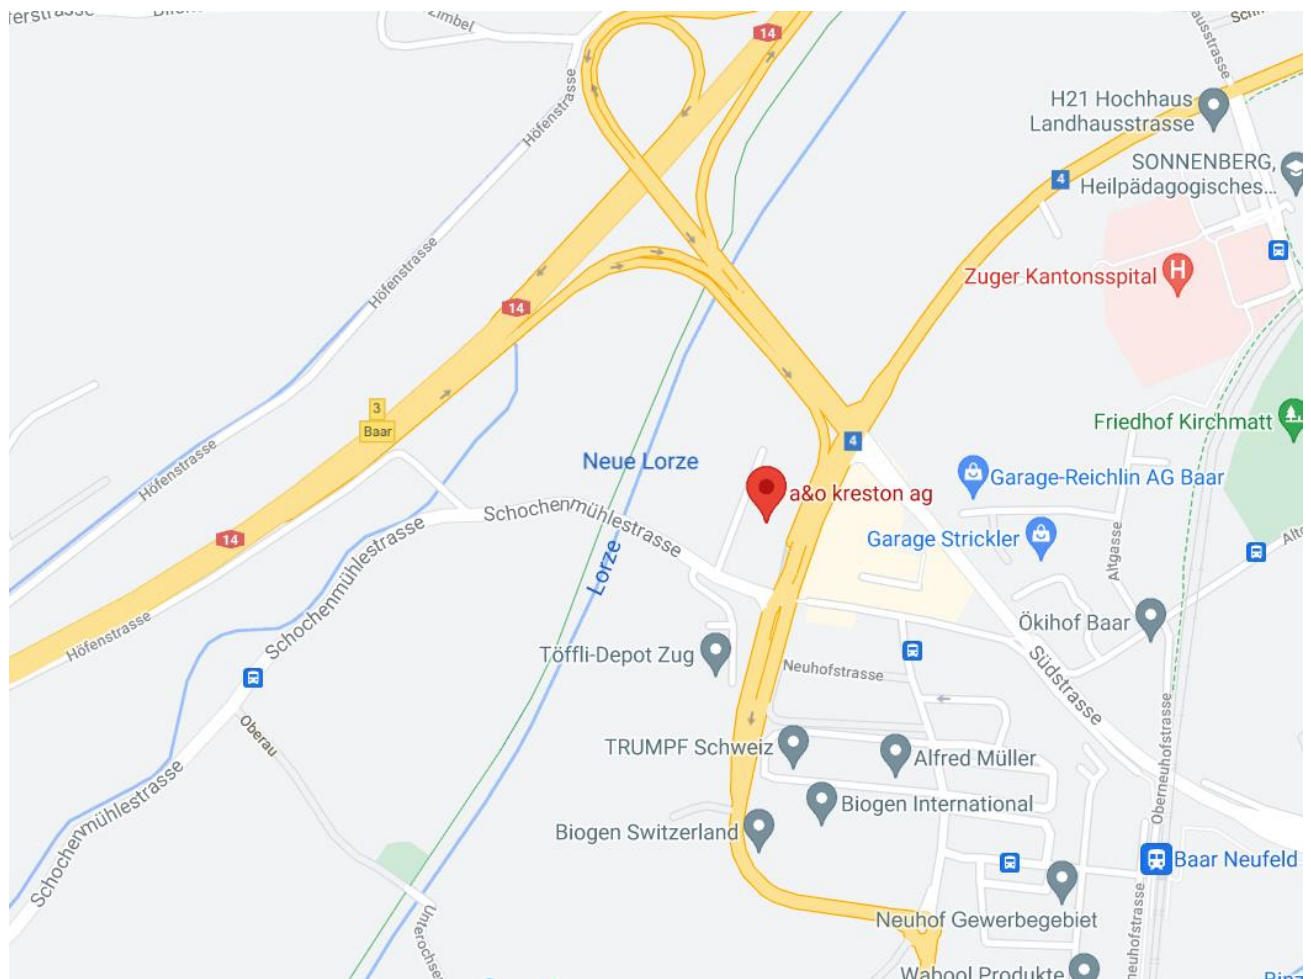 Zimbel
14
Höfenstrasse
H21 Hochhaus
Landhausstrasse
SONNENBERG,
Heilpädagogisches...
4
Höfenstrasse
Zuger Kantonsspital
H
14
3
Baar
Friedhof Kirchmatt
4
Neue Lorze
Höfenstrasse
a&o kreston ag
Garage-Reichlin AG Baar
Schochenmühlestrasse
14
Garage Strickler
Altgasse
Lorze
Schochenmühlestrasse
Höfenstrasse
Ökihof Baar
Töffli-Depot Zug
Neuhofstrasse
Südstrasse
Oberau
TRUMPF Schweiz
Alfred Müller
Oberneuhofstrasse
Biogen International
Schochenmühlestrasse
Biogen Switzerland
Baar Neufeld
Neuhof Gewerbegebiet
Wabool Produkte